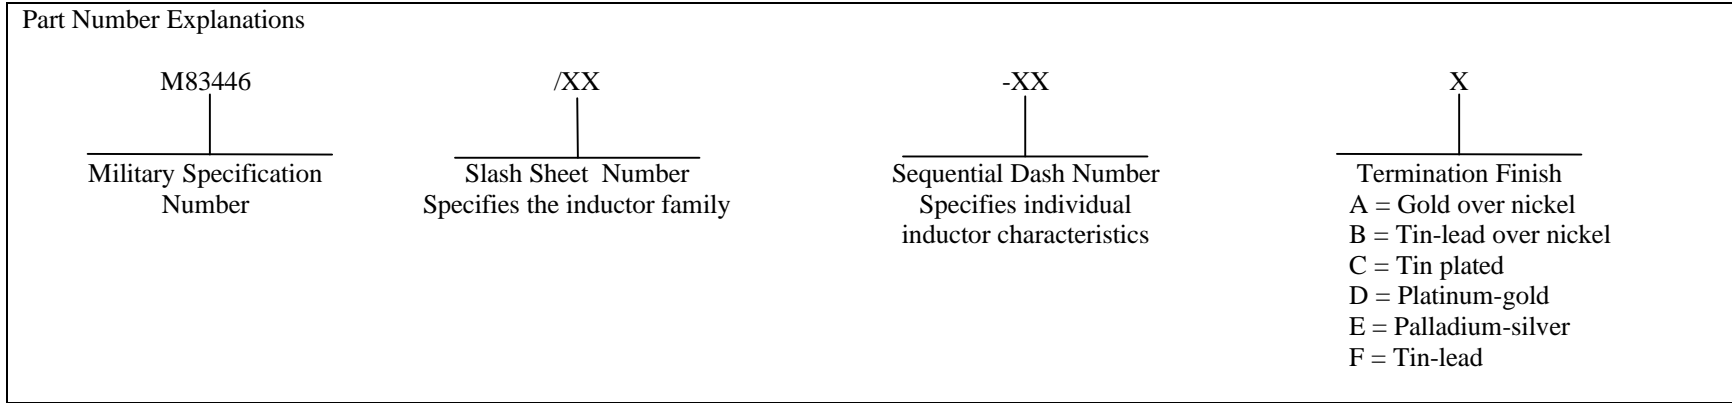 Part Number Explanations
M83446 /XX -XX X
Military Specification Number
Slash Sheet Number
Specifies the inductor family
Sequential Dash Number
Specifies individual
inductor characteristics
Termination Finish
A = Gold over nickel
B = Tin-lead over nickel
C = Tin plated
D = Platinum-gold
E = Palladium-silver
F = Tin-lead